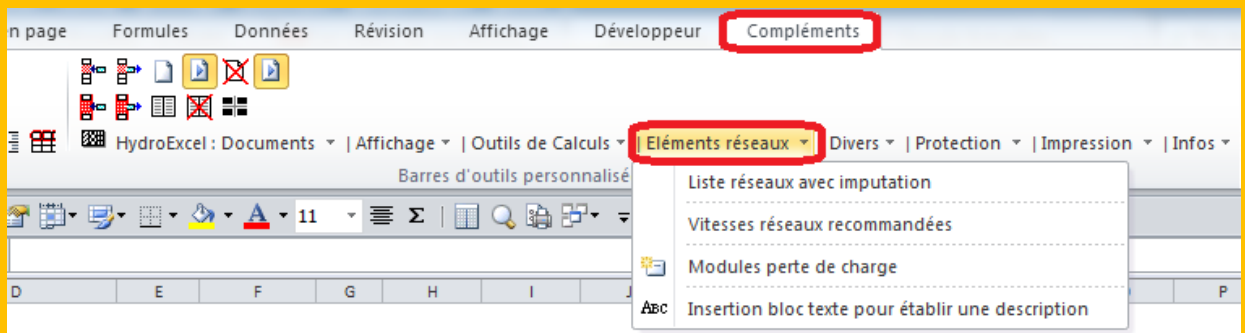 en page Formules Données Révision Affichage Développeur Compléments
HydroExcel : Documents | Affichage | Outils de Calculs | Eléments réseaux Divers | Protection | Impression | Infos
Barres d'outils personnalisé
Liste réseaux avec imputation
A 11 Σ
Vitesses réseaux recommandées
Modules perte de charge
D E F G H I J P
ABC Insertion bloc texte pour établir une description